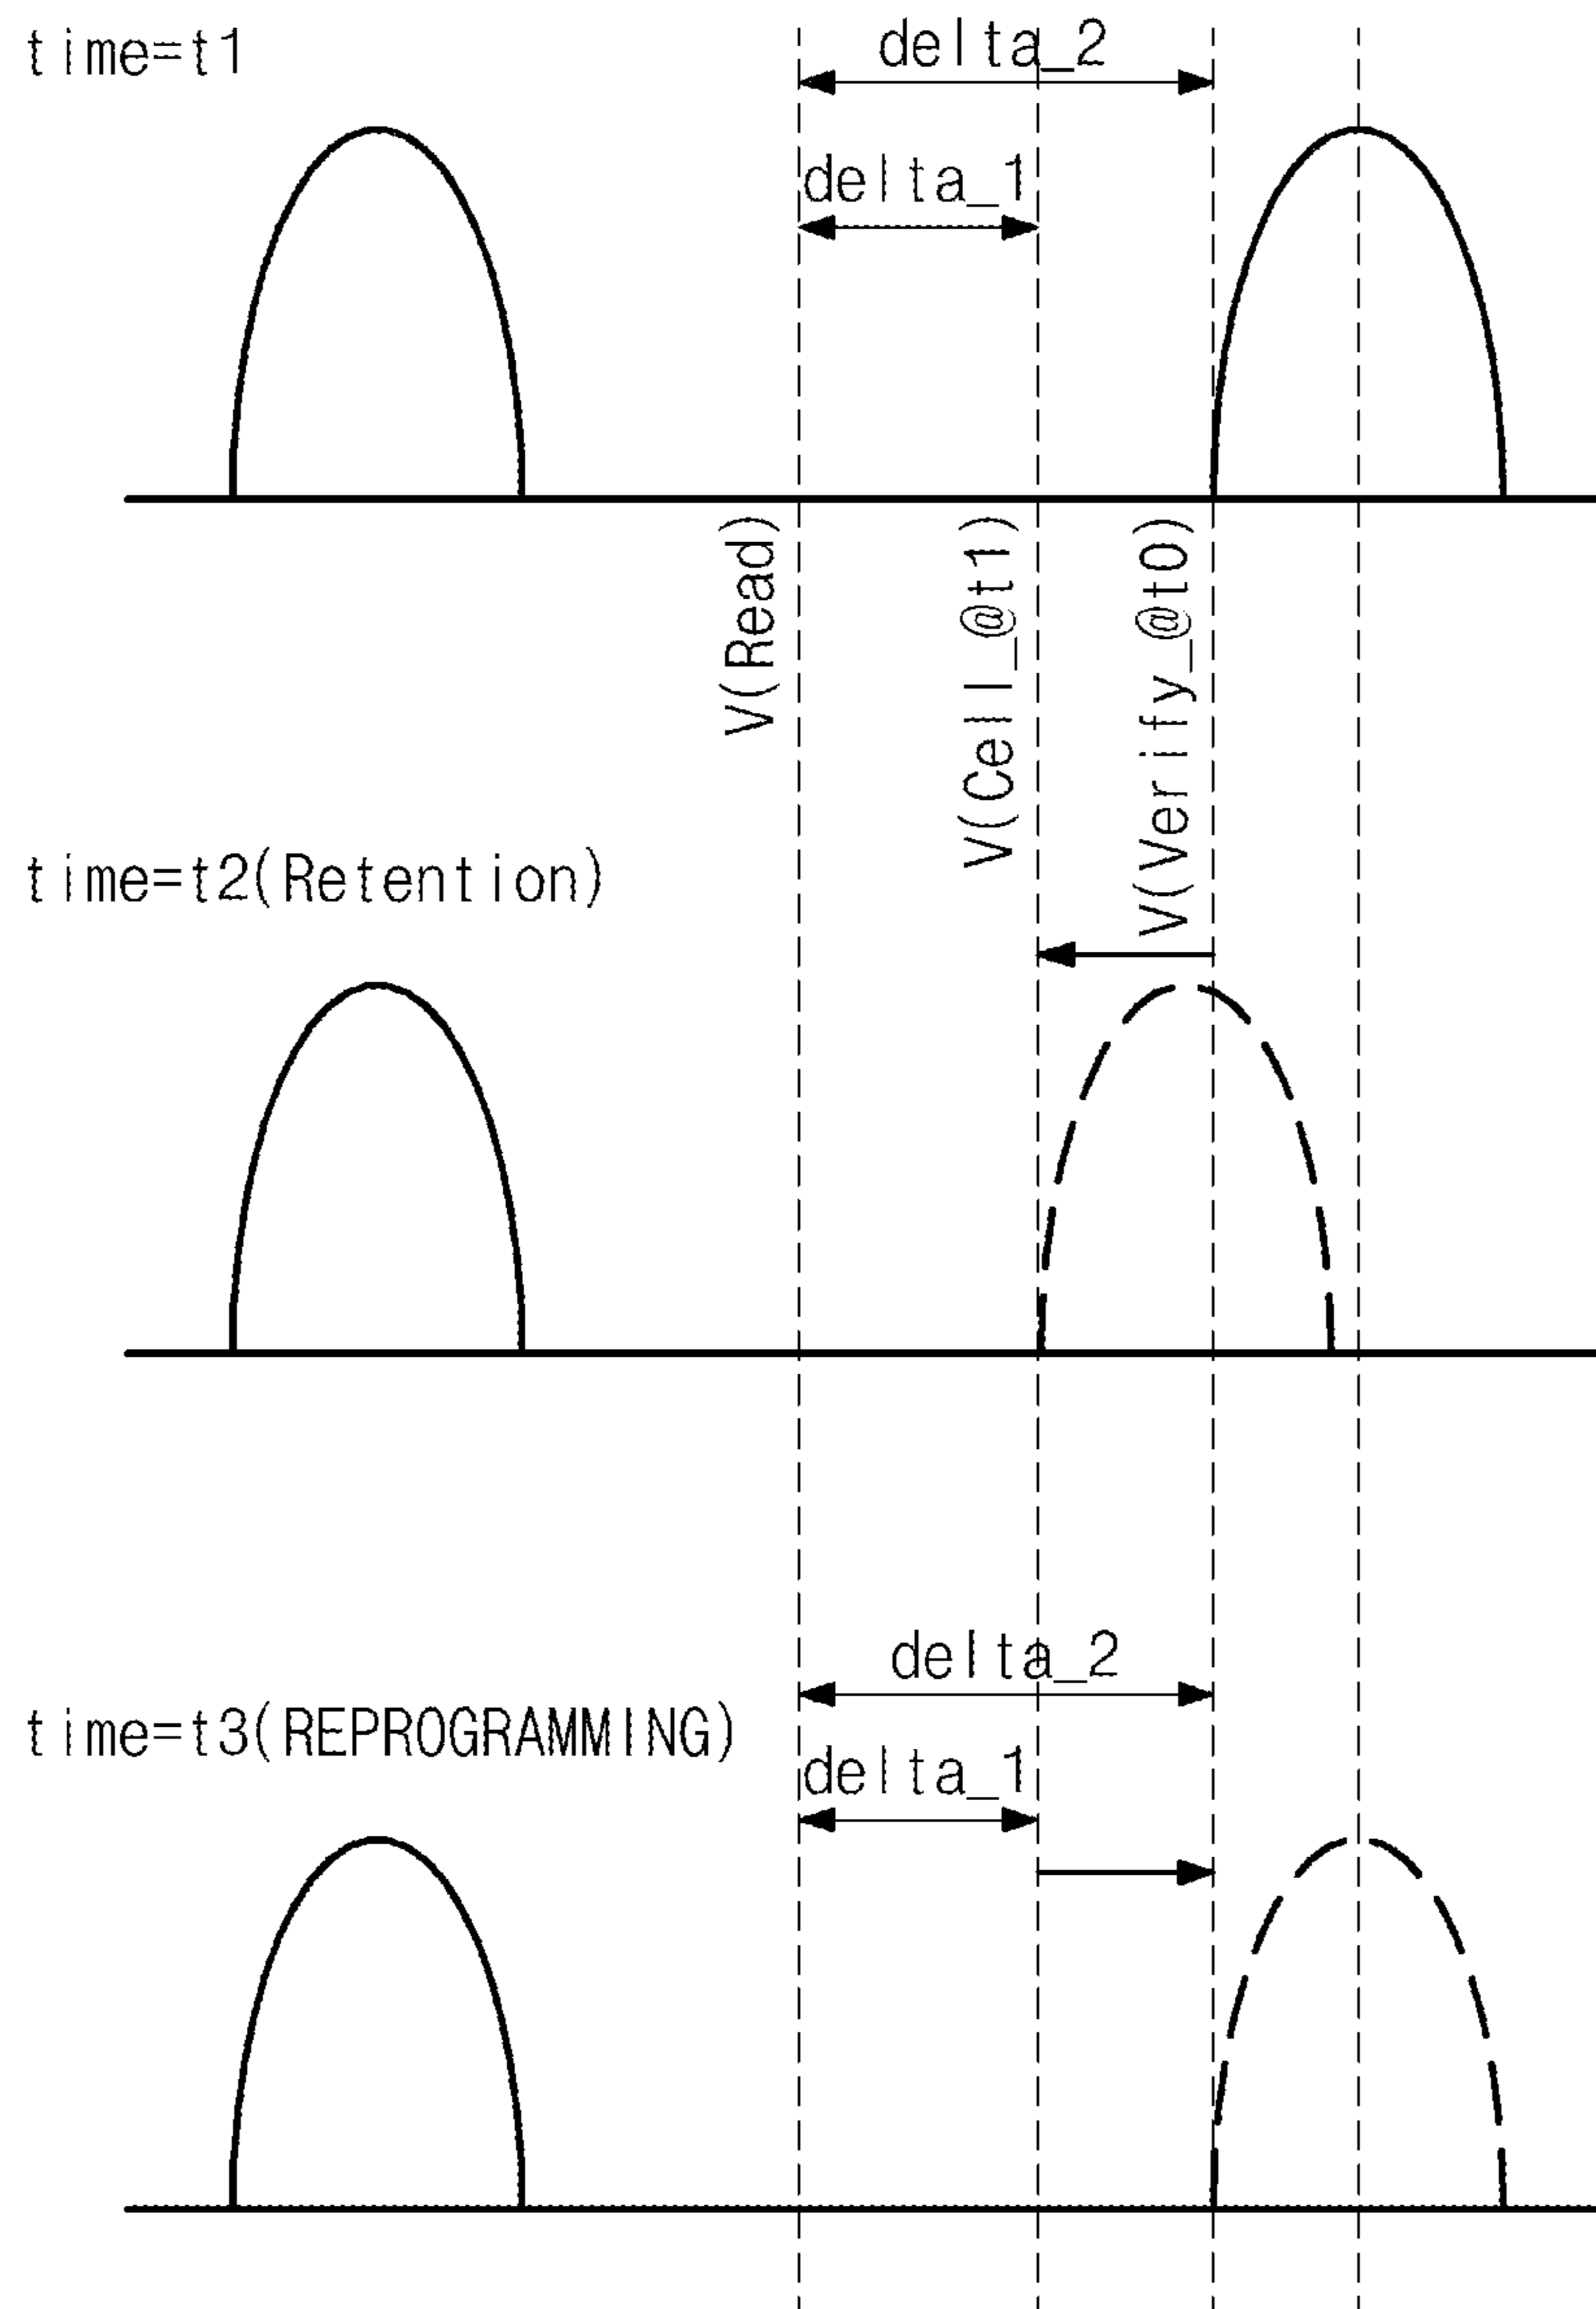 time=t1
delta_2
delta_1
V(Read)
V(Cell_@t1)
V(Verify_@t0)
time=t2(Retention)
delta_2
time=t3(REPROGRAMMING)
delta_1